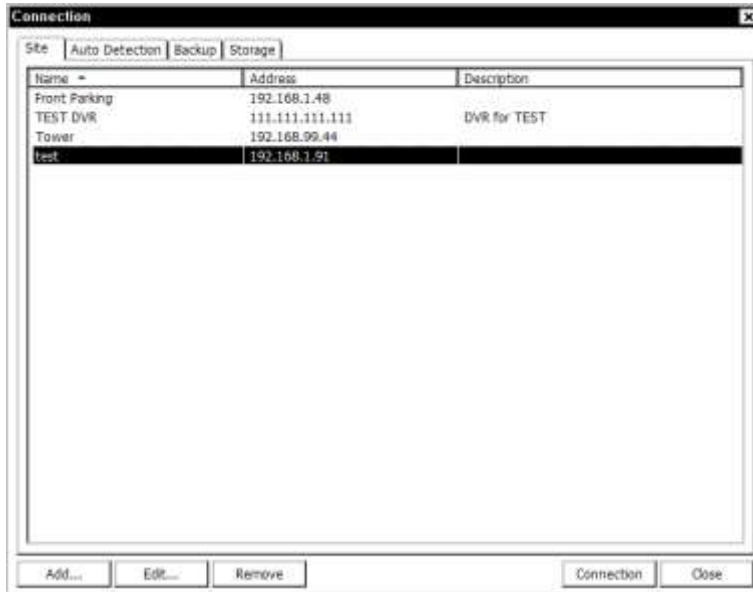 Connection
Site Auto Detection Backup Storage
Name Address Description
Front Parking 192.168.1.48
TEST DVR 111.111.111.111 DVR for TEST
Tower 192.168.99.44
test 192.168.1.91
Add... Edit... Remove Connection Close